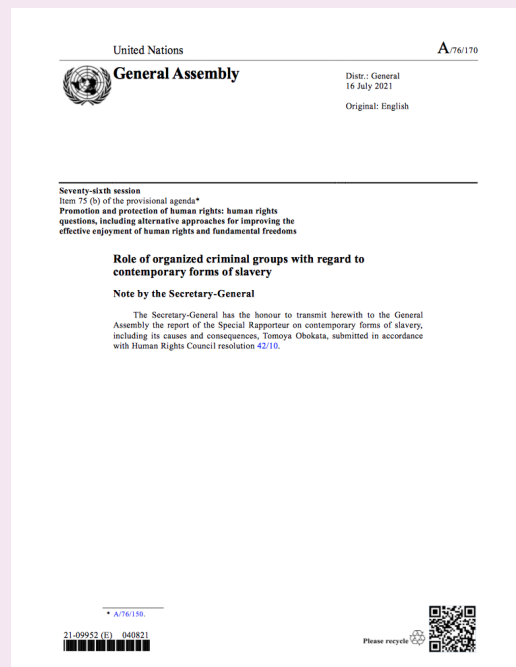 United Nations
A/76/170
General Assembly
Distr.: General
16 July 2021
Original: English
Seventy-sixth session
Item 75 (b) of the provisional agenda*
Promotion and protection of human rights: human rights
questions, including alternative approaches for improving the
effective enjoyment of human rights and fundamental freedoms
Role of organized criminal groups with regard to
contemporary forms of slavery
Note by the Secretary-General
The Secretary-General has the honour to transmit herewith to the General
Assembly the report of the Special Rapporteur on contemporary forms of slavery,
including its causes and consequences, Tomoya Obokata, submitted in accordance
with Human Rights Council resolution 42/10.
* A/76/150.
21-09952 (E) 040821
Please recycle